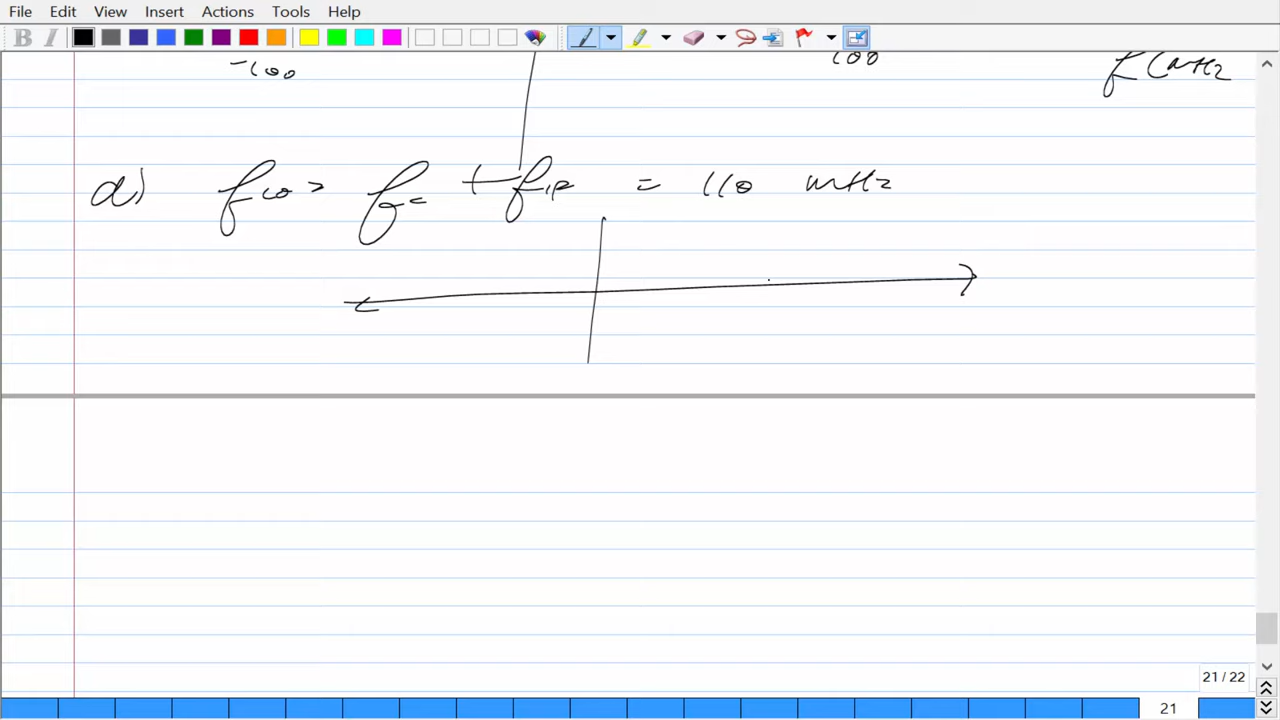 File Edit View Insert Actions Tools Help
B I
-100 100 f(MHz
a) fLO = fc + fIF = 110 MHz
21 / 22
21